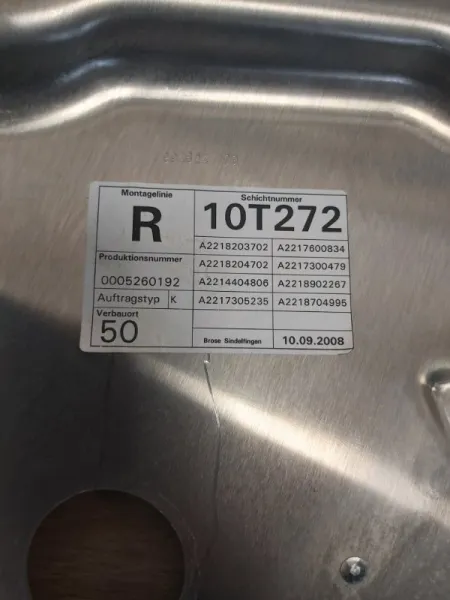 Montagelinie
R
Schichtnummer
10T272
Produktionsnummer
0005260192
Auftragstyp K
Verbauort
50
A2218203702 A2217600834
A2218204702 A2217300479
A2214404806 A2218902267
A2217305235 A2218704995
Brose Sindelfingen 10.09.2008